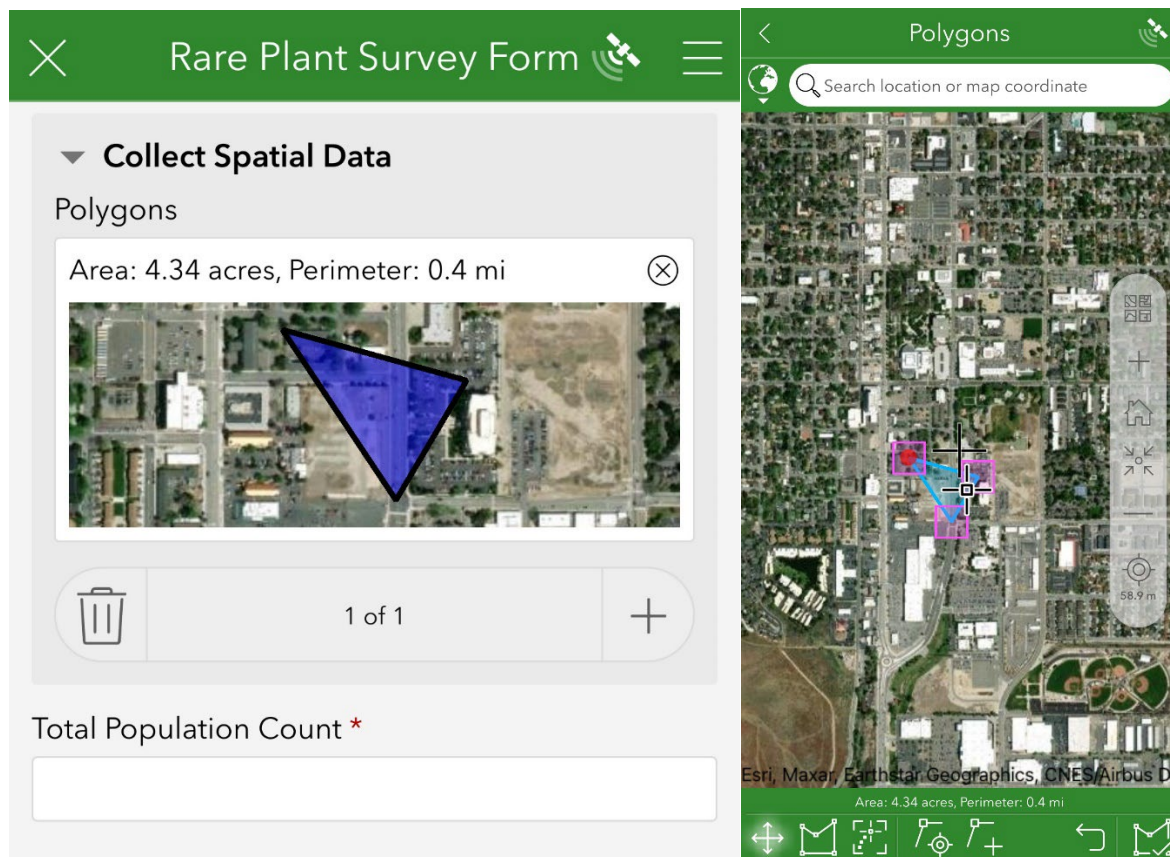 Rare Plant Survey Form
Collect Spatial Data
Polygons
Area: 4.34 acres, Perimeter: 0.4 mi
1 of 1
Total Population Count *
Polygons
Search location or map coordinate
58.9 m
Esri, Maxar, Earthstar Geographics, CNES/Airbus D
Area: 4.34 acres, Perimeter: 0.4 mi